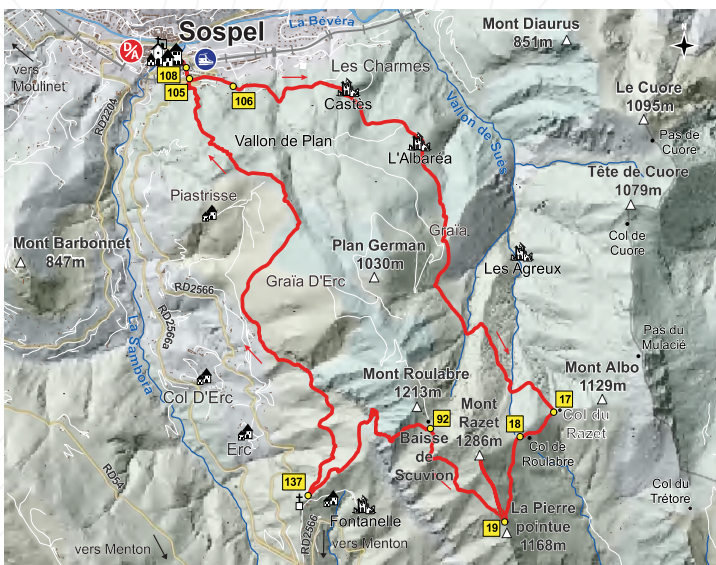 Sospel
La Bévéra
Mont Diaurus
851m
D/A
vers
Moulinet
108
105
106
Les Charmes
Castès
Le Cuore
1095m
Pas de
Cuore
RD2204
Vallon de Plan
L'Albaréa
Vallon de Suès
Tête de Cuore
1079m
Piastrisse
Graïa
Col de
Cuore
Mont Barbonnet
847m
Plan German
1030m
Les Agreux
Graïa D'Erc
RD2566
RD2566a
La Sambora
Pas du
Mulacié
Mont Roulabre
1213m
Mont Albo
1129m
Col D'Erc
92
Mont
Razet
1286m
17
Col du
Razet
18
Col de
Roulabre
Baisse
de
Scuvion
Erc
RD54
137
Col du
Trétore
Fontanelle
19
La Pierre
pointue
1168m
RD2566
vers Menton
vers Menton